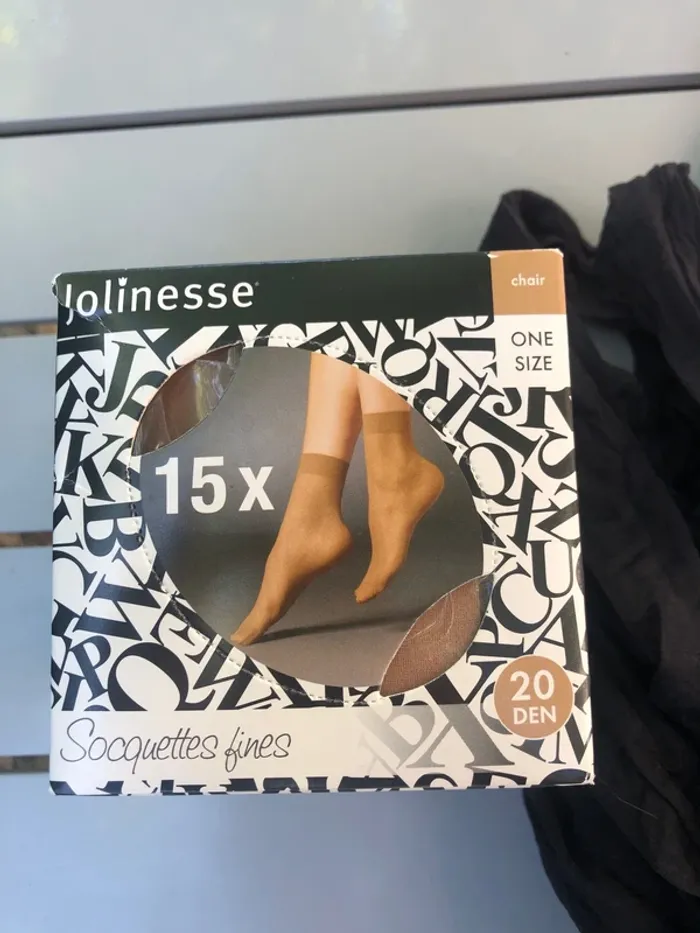 Jolinesse
chair
ONE
SIZE
15 x
20
DEN
Socquettes fines